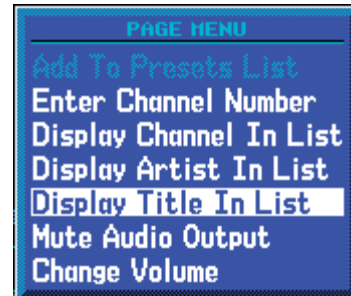 PAGE MENU
Add To Presets List
Enter Channel Number
Display Channel In List
Display Artist In List
Display Title In List
Mute Audio Output
Change Volume